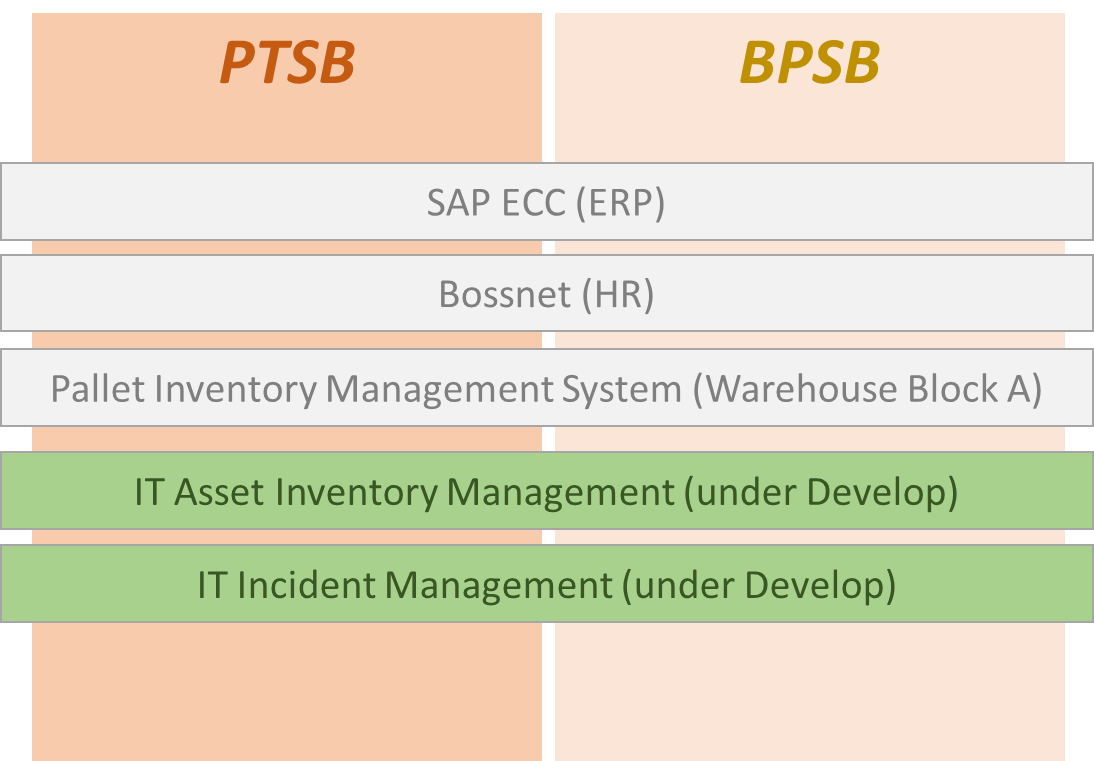 PTSB
BPSB
SAP ECC (ERP)
Bossnet (HR)
Pallet Inventory Management System (Warehouse Block A)
IT Asset Inventory Management (under Develop)
IT Incident Management (under Develop)